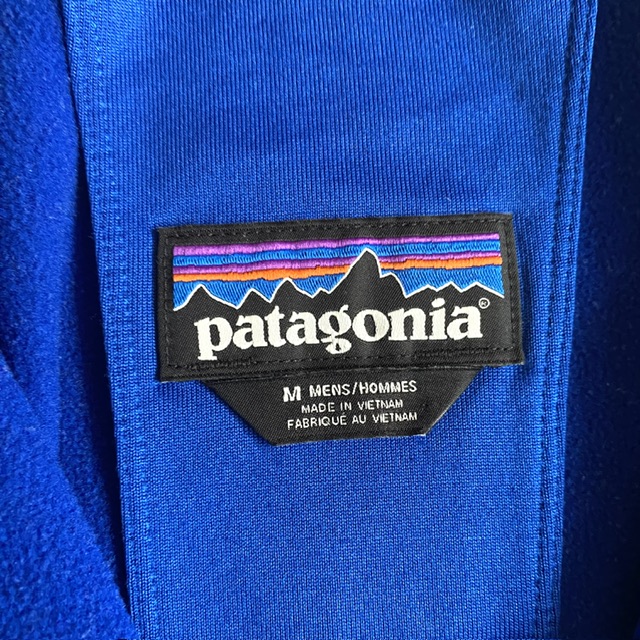 patagonia®
M MENS/HOMMES
MADE IN VIETNAM
FABRIQUÉ AU VIETNAM